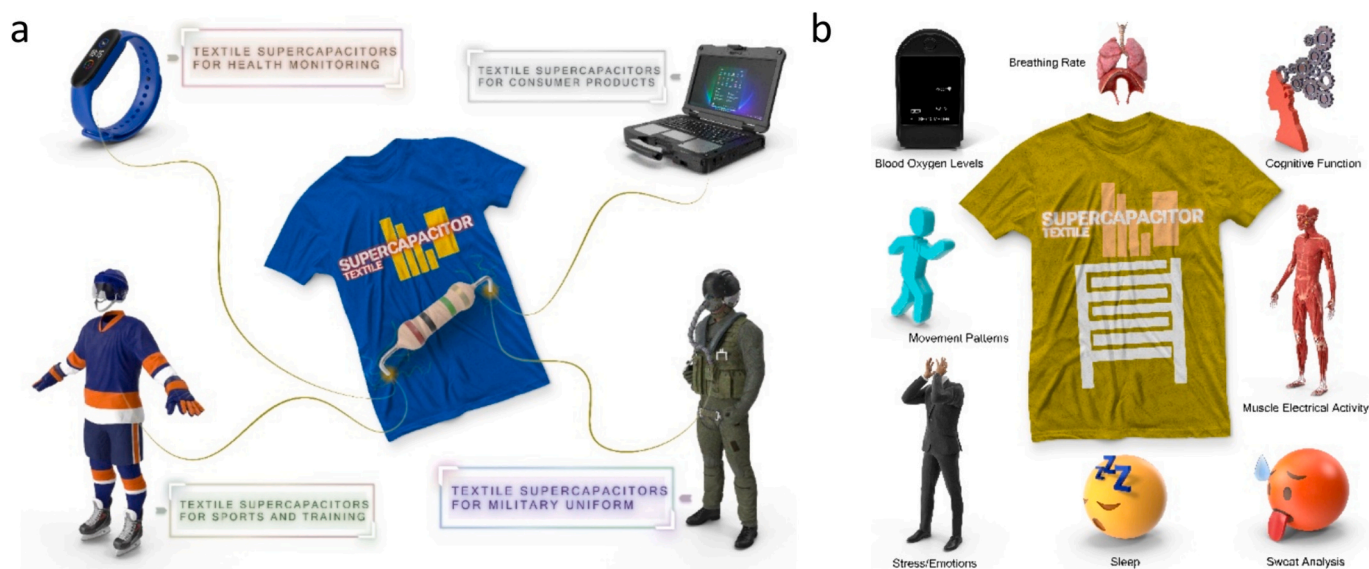 a
TEXTILE SUPERCAPACITORS
FOR HEALTH MONITORING
TEXTILE SUPERCAPACITORS
FOR CONSUMER PRODUCTS
SUPERCAPACITOR
TEXTILE
TEXTILE SUPERCAPACITORS
FOR SPORTS AND TRAINING
TEXTILE SUPERCAPACITORS
FOR MILITARY UNIFORM
b
Breathing Rate
Blood Oxygen Levels
Cognitive Function
SUPERCAPACITOR
TEXTILE
Movement Patterns
Muscle Electrical Activity
ZZZ
Stress/Emotions
Sleep
Sweat Analysis